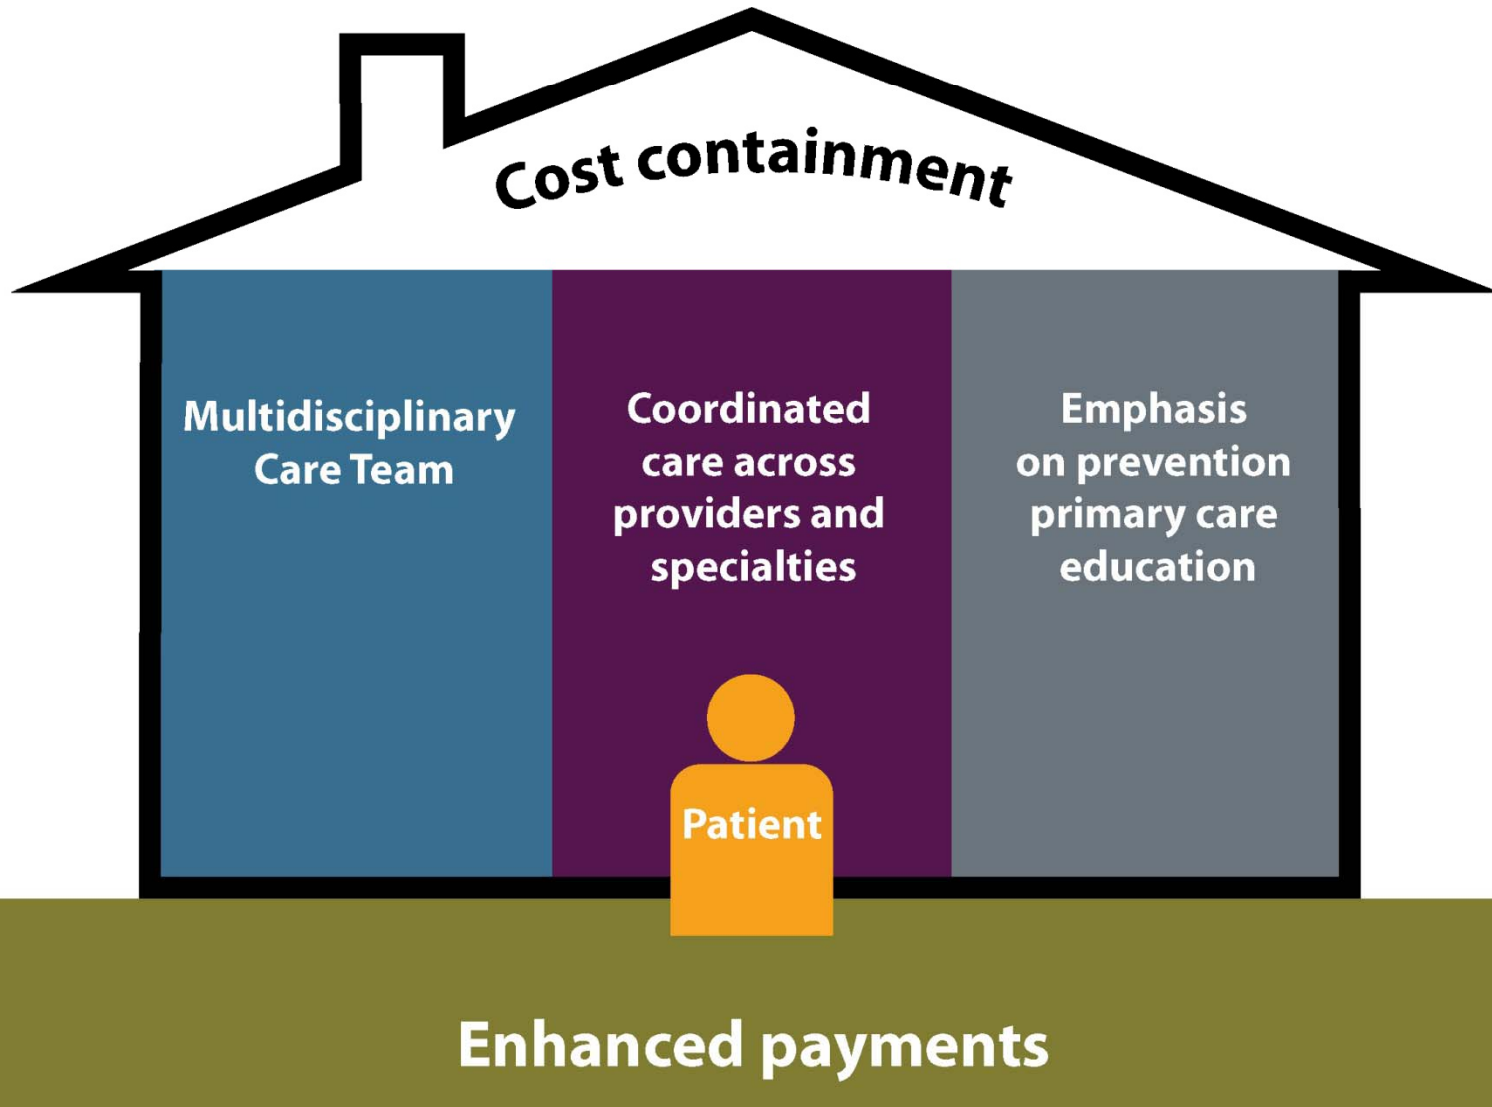 Cost containment
Multidisciplinary
Care Team
Coordinated
care across
providers and
specialties
Emphasis
on prevention
primary care
education
Patient
Enhanced payments